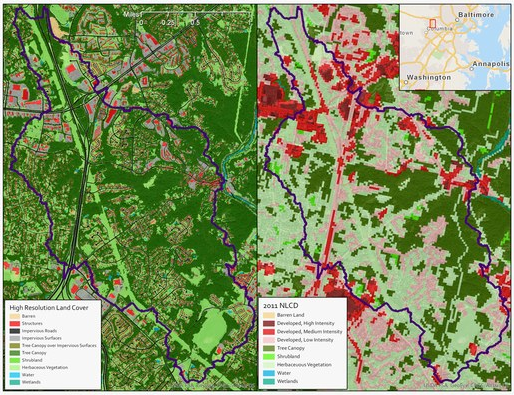 Miles
0 0.25 0.5
High Resolution Land Cover
Barren
Structures
Impervious Roads
Impervious Surfaces
Tree Canopy over Impervious Surfaces
Tree Canopy
Shrubland
Herbaceous Vegetation
Water
Wetlands
2011 NLCD
Barren Land
Developed, High Intensity
Developed, Medium Intensity
Developed, Low Intensity
Tree Canopy
Shrubland
Herbaceous Vegetation
Water
Wetlands
Baltimore
Columbia
Annapolis
Washington